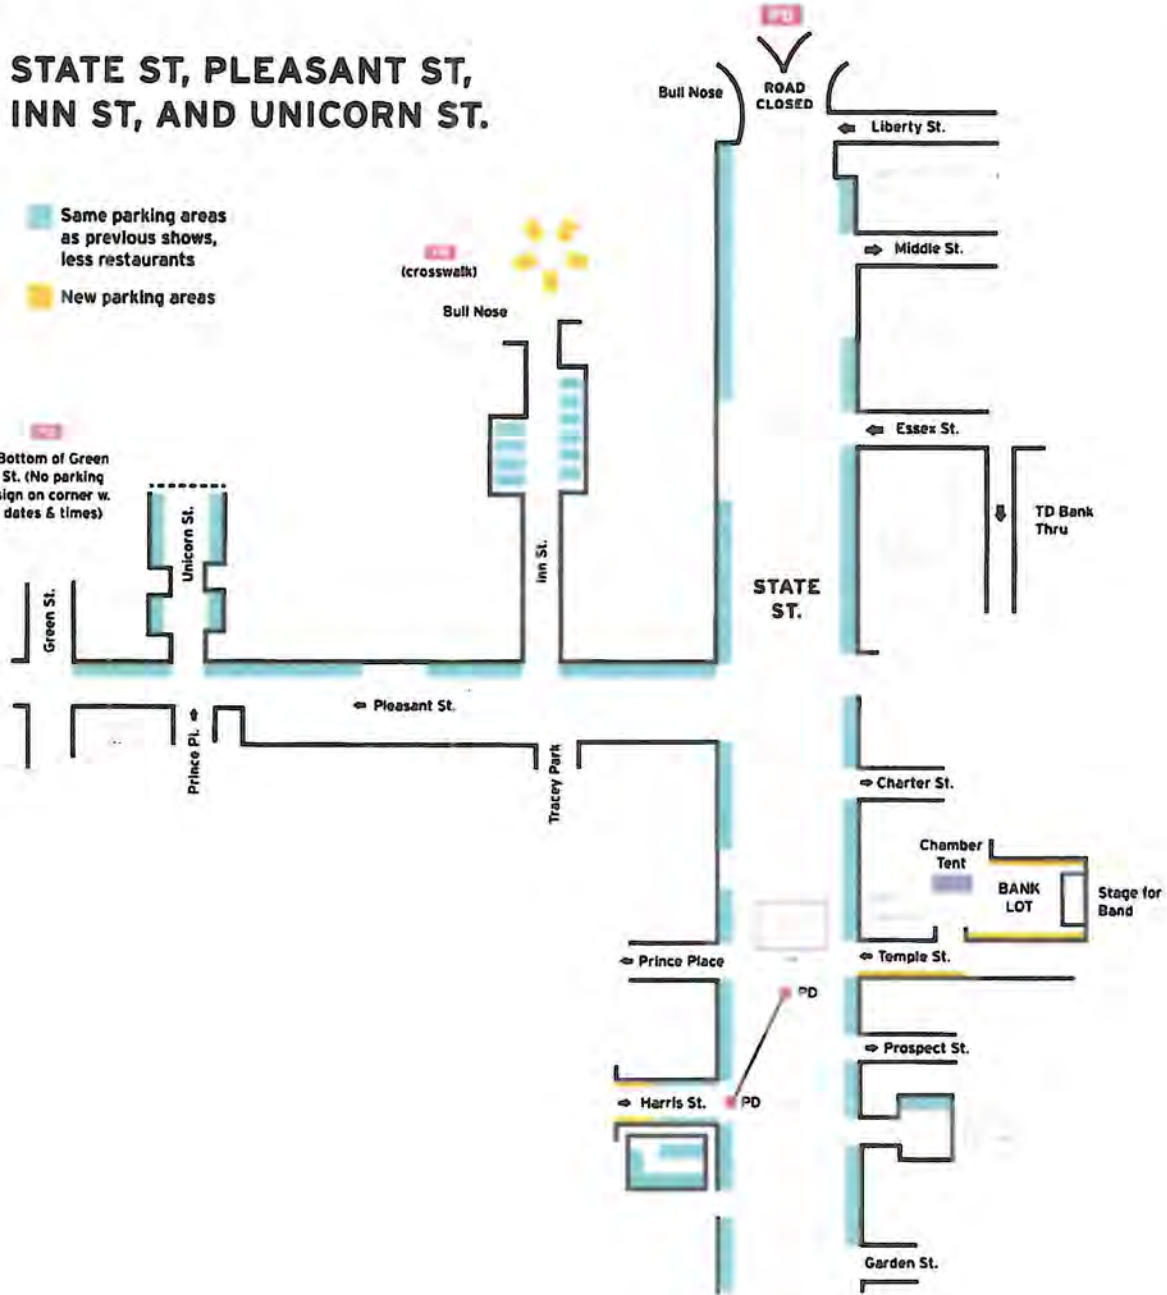 PD
STATE ST, PLEASANT ST,
INN ST, AND UNICORN ST.
Bull Nose
ROAD
CLOSED
Liberty St.
Same parking areas
as previous shows,
less restaurants
New parking areas
Middle St.
(crosswalk)
Bull Nose
Essex St.
Bottom of Green
St. (No parking
sign on corner w.
dates & times)
TD Bank
Thru
Unicorn St.
Inn St.
Green St.
STATE
ST.
Pleasant St.
Prince Pl.
Tracey Park
Charter St.
Chamber
Tent
BANK
LOT
Stage for
Band
Prince Place
Temple St.
PD
Prospect St.
Harris St.
PD
Garden St.